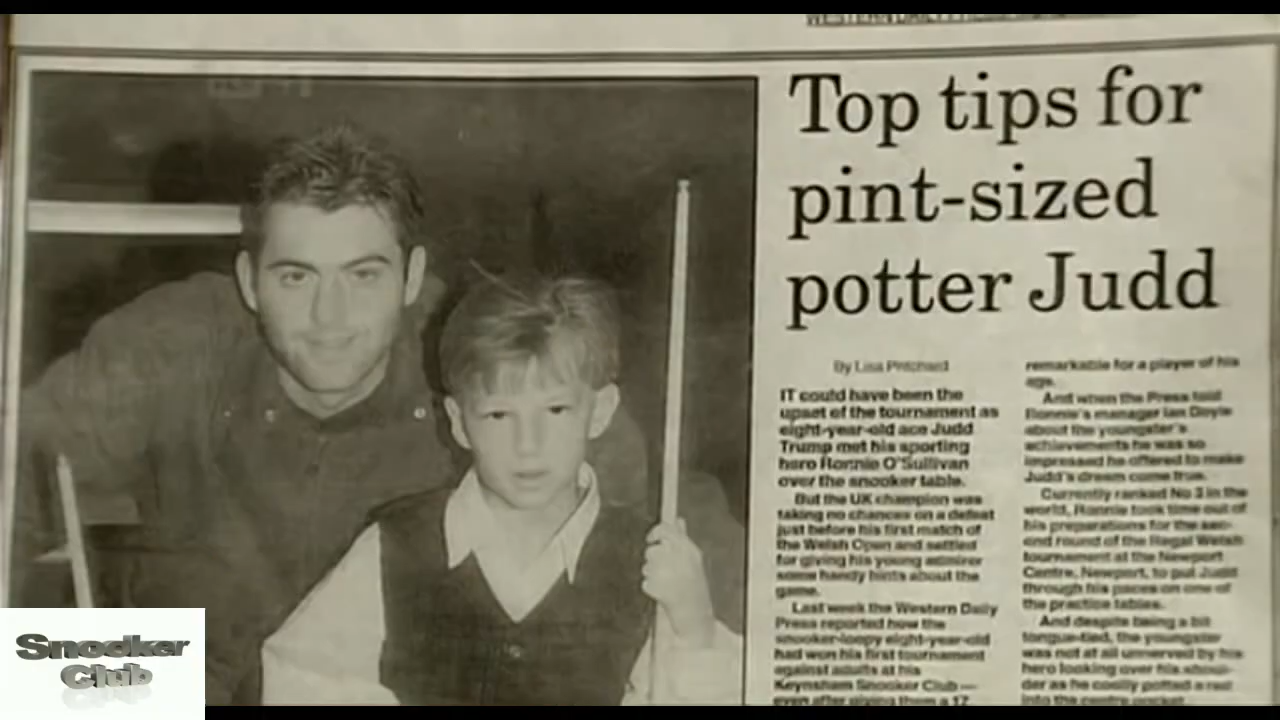 Top tips for
pint-sized
potter Judd
By Lisa Pritchard
IT could have been the
upset of the tournament as
eight-year-old ace Judd
Trump met his sporting
hero Ronnie O'Sullivan
over the snooker table.
But the UK champion was
taking no chances on a defeat
just before his first match of
the Welsh Open and settled
for giving his young admirer
some handy hints about the
game.
Last week the Western Daily
Press reported how the
snooker-loopy eight-year-old
had won his first tournament
against adults at his
Keynsham Snooker Club —
even after giving them a 17
remarkable for a player of his
age.
And when the Press told
Ronnie's manager Ian Doyle
about the youngster's
achievements he was so
impressed he offered to make
Judd's dream come true.
Currently ranked No 3 in the
world, Ronnie took time out of
his preparations for the sec-
ond round of the Regal Welsh
tournament at the Newport
Centre, Newport, to put Judd
through his paces on one of
the practice tables.
And despite being a bit
tongue-tied, the youngster
was not at all unnerved by his
hero looking over his shoul-
der as he coolly potted a red
into the centre pocket.
Snooker
Club